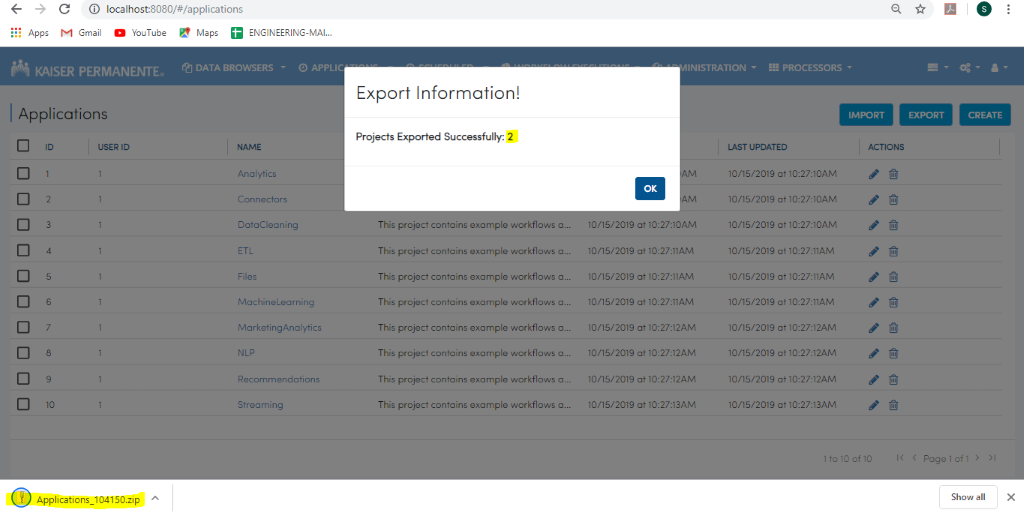 localhost:8080/#/applications
S
Apps Gmail YouTube Maps ENGINEERING-MAI...
KAISER PERMANENTE. DATA BROWSERS APPLICATIONS SCHEDULED WORKFLOW EXECUTIONS ADMINISTRATION PROCESSORS
Export Information!
Projects Exported Successfully: 2
OK
Applications
IMPORT EXPORT CREATE
ID USER ID NAME LAST UPDATED ACTIONS
1 1 Analytics AM 10/15/2019 at 10:27:10AM
2 1 Connectors AM 10/15/2019 at 10:27:10AM
3 1 DataCleaning This project contains example workflows a... 10/15/2019 at 10:27:10AM 10/15/2019 at 10:27:10AM
4 1 ETL This project contains example workflows a... 10/15/2019 at 10:27:11AM 10/15/2019 at 10:27:11AM
5 1 Files This project contains example workflows a... 10/15/2019 at 10:27:11AM 10/15/2019 at 10:27:11AM
6 1 MachineLearning This project contains example workflows a... 10/15/2019 at 10:27:11AM 10/15/2019 at 10:27:11AM
7 1 MarketingAnalytics This project contains example workflows a... 10/15/2019 at 10:27:12AM 10/15/2019 at 10:27:12AM
8 1 NLP This project contains example workflows a... 10/15/2019 at 10:27:12AM 10/15/2019 at 10:27:12AM
9 1 Recommendations This project contains example workflows a... 10/15/2019 at 10:27:12AM 10/15/2019 at 10:27:12AM
10 1 Streaming This project contains example workflows a... 10/15/2019 at 10:27:13AM 10/15/2019 at 10:27:13AM
1 to 10 of 10 Page 1 of 1
Applications_104150.zip Show all